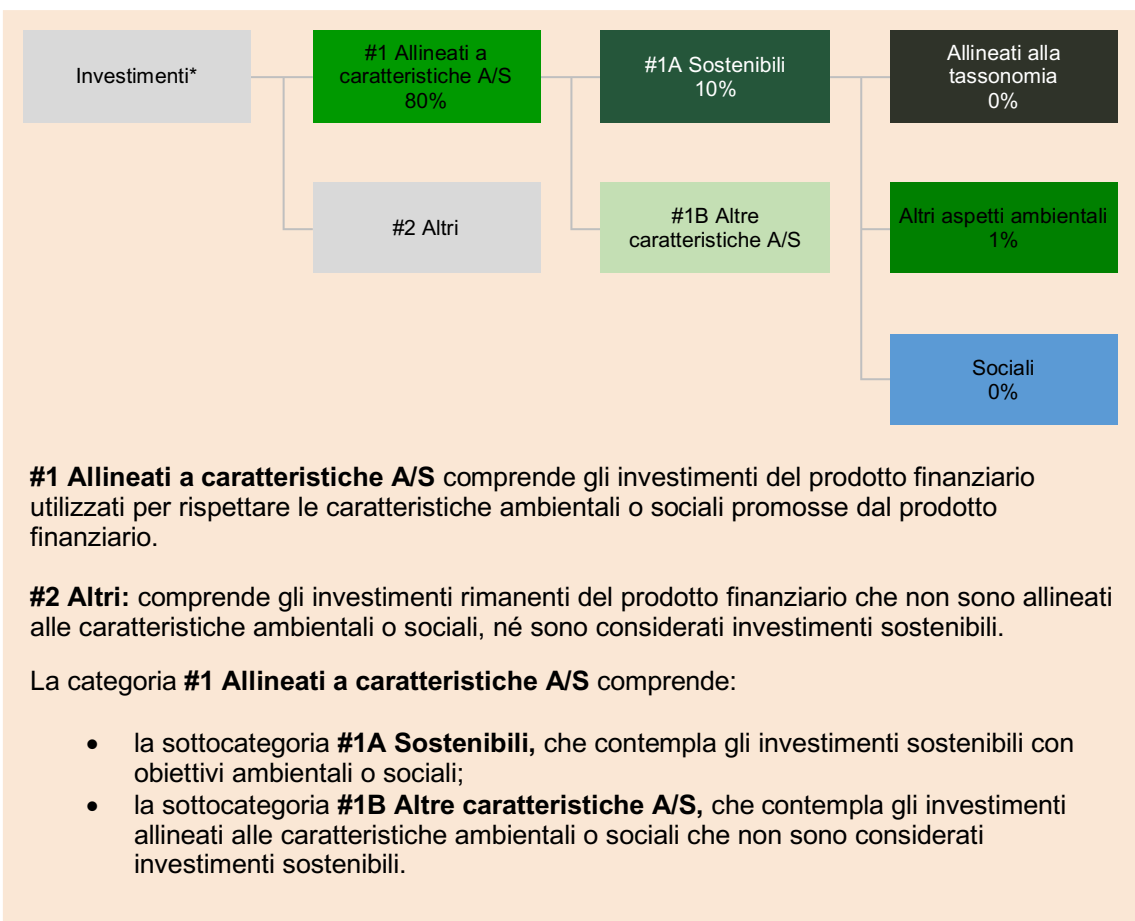 Investimenti*
#1 Allineati a
caratteristiche A/S
80%
#1A Sostenibili
10%
Allineati alla
tassonomia
0%
#2 Altri
#1B Altre
caratteristiche A/S
Altri aspetti ambientali
1%
Sociali
0%
#1 Allineati a caratteristiche A/S comprende gli investimenti del prodotto finanziario
utilizzati per rispettare le caratteristiche ambientali o sociali promosse dal prodotto
finanziario.
#2 Altri: comprende gli investimenti rimanenti del prodotto finanziario che non sono allineati
alle caratteristiche ambientali o sociali, né sono considerati investimenti sostenibili.
La categoria #1 Allineati a caratteristiche A/S comprende:
• la sottocategoria #1A Sostenibili, che contempla gli investimenti sostenibili con
obiettivi ambientali o sociali;
• la sottocategoria #1B Altre caratteristiche A/S, che contempla gli investimenti
allineati alle caratteristiche ambientali o sociali che non sono considerati
investimenti sostenibili.